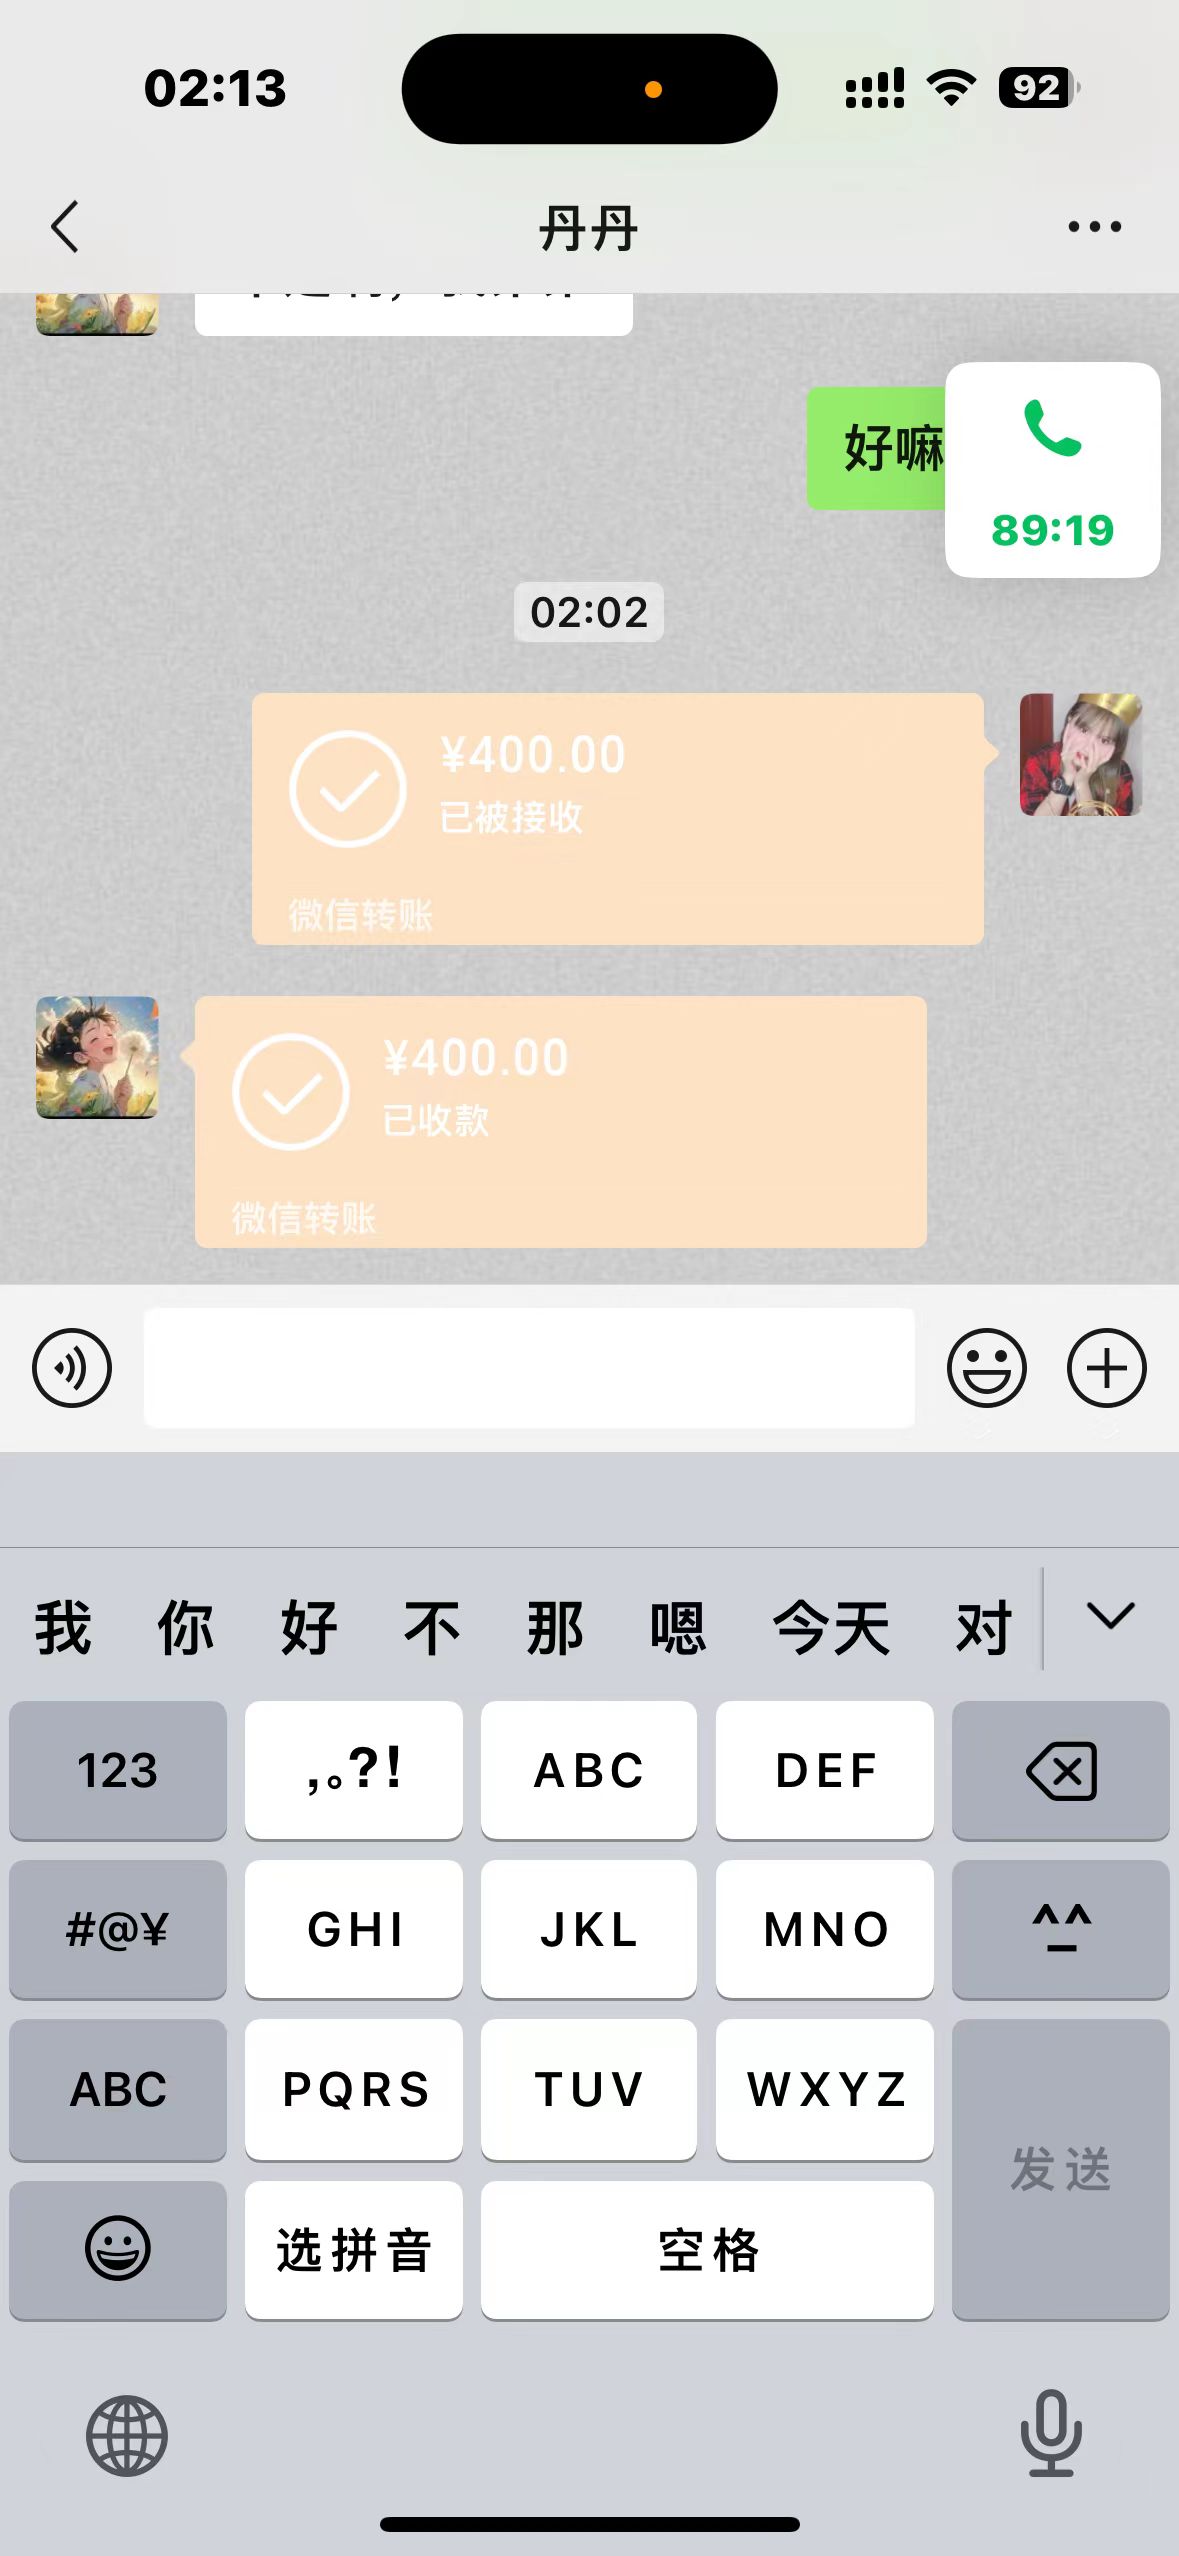 02:13
92
丹丹
好嘛
89:19
02:02
¥400.00
已被接收
微信转账
¥400.00
已收款
微信转账
我 你 好 不 那 嗯 今天 对
123 ,。?! ABC DEF
#@¥ GHI JKL MNO ^^
ABC PQRS TUV WXYZ
发送
选拼音 空格